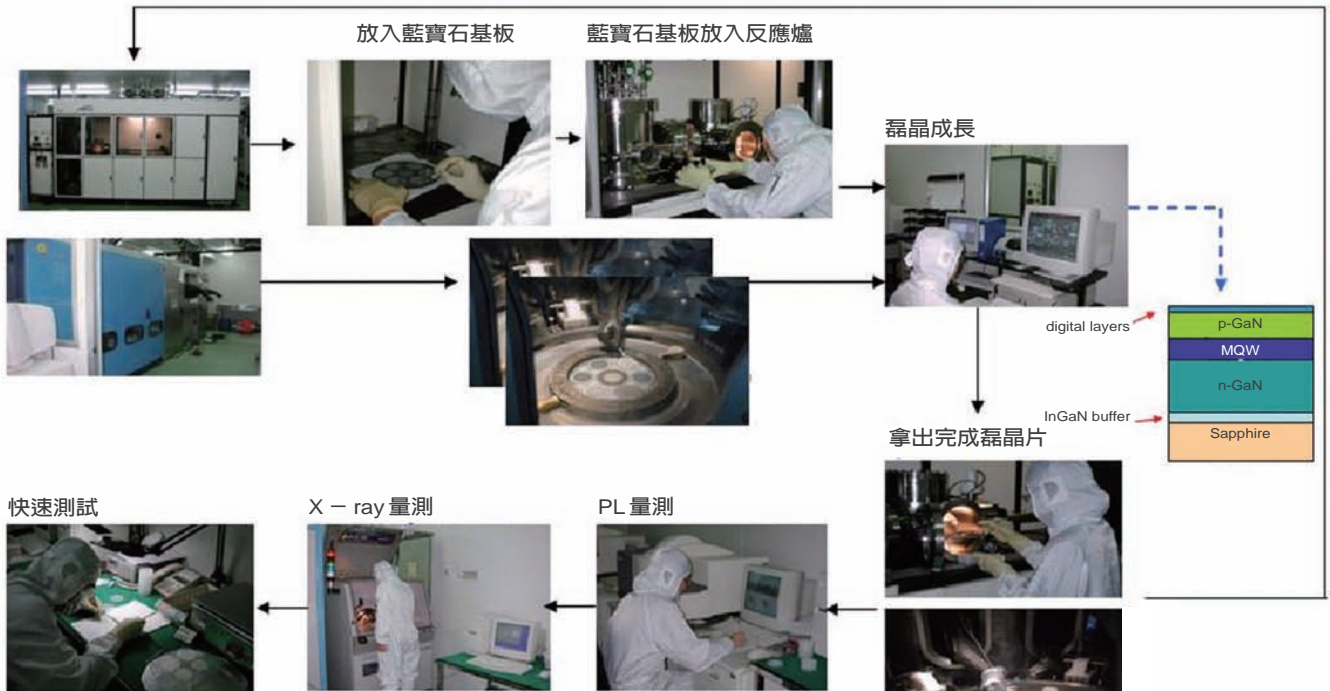 放入藍寶石基板
藍寶石基板放入反應爐
磊晶成長
digital layers
p-GaN
MQW
n-GaN
InGaN buffer
Sapphire
拿出完成磊晶片
快速測試
X－ray 量測
PL 量測